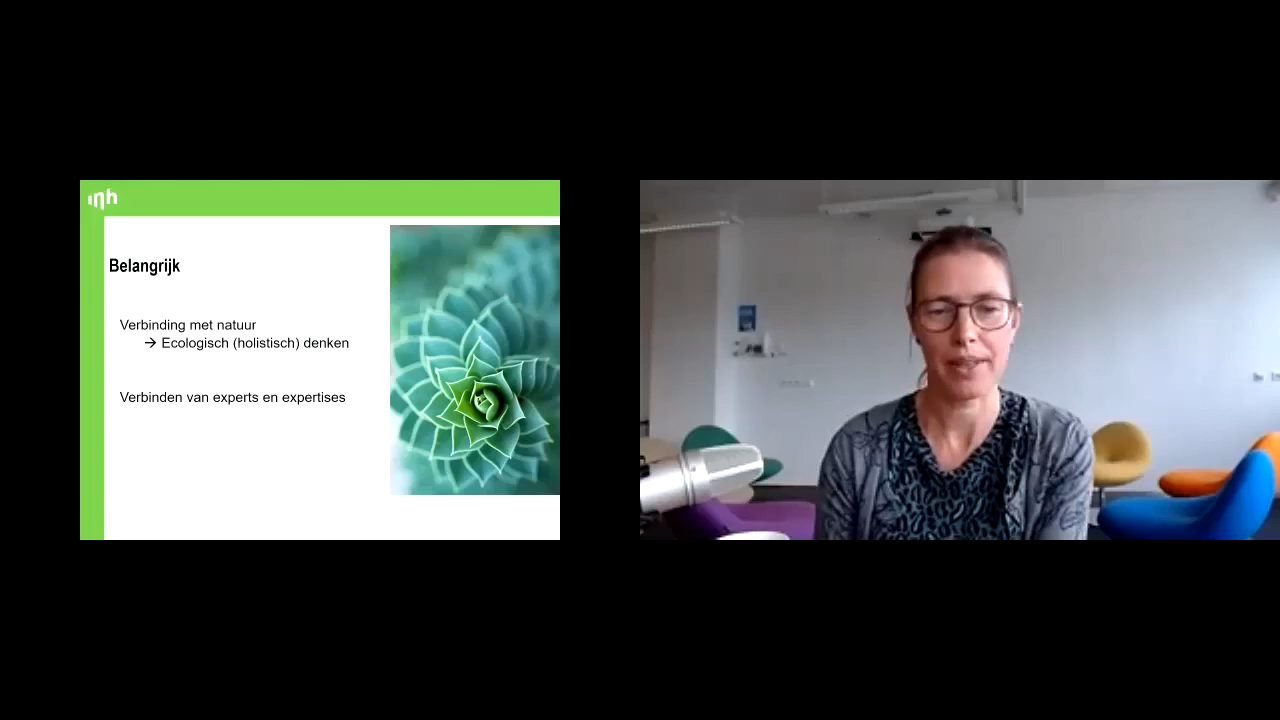 inh
Belangrijk
Verbinding met natuur
→ Ecologisch (holistisch) denken
Verbinden van experts en expertises